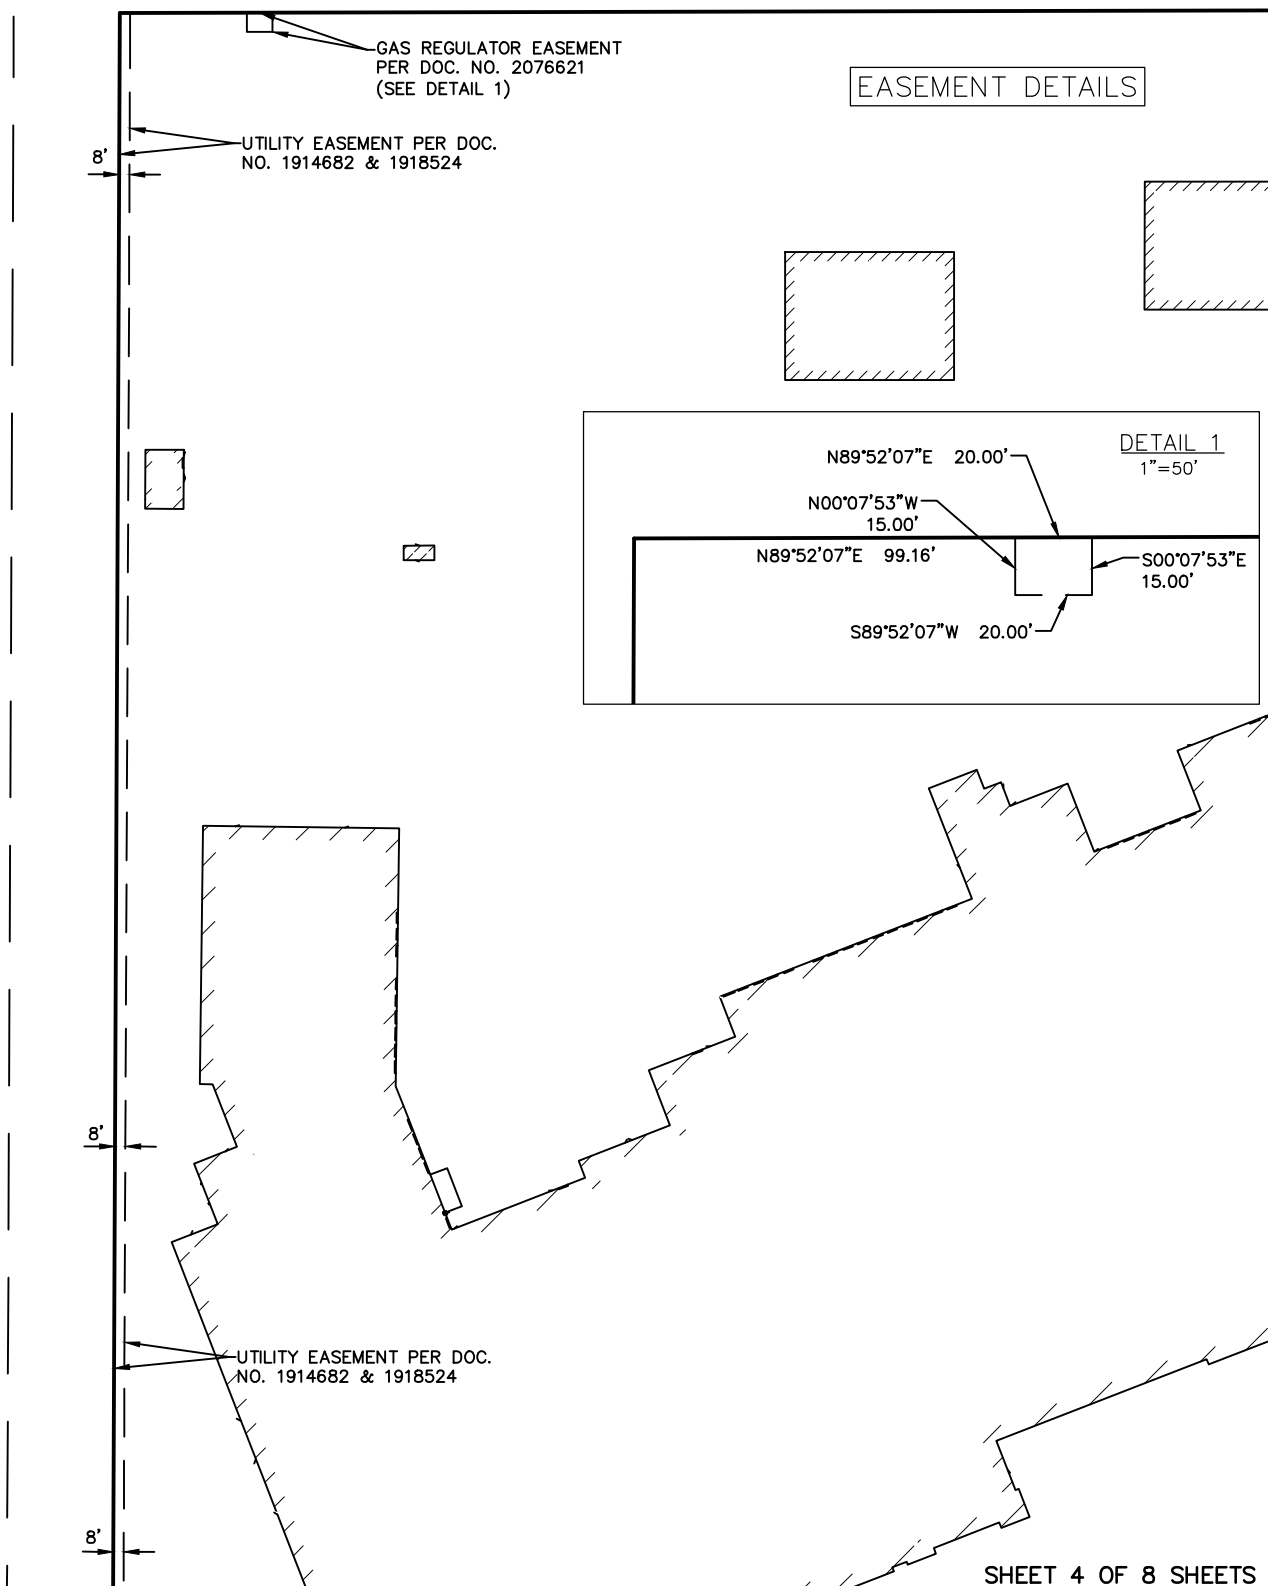 GAS REGULATOR EASEMENT
PER DOC. NO. 2076621
(SEE DETAIL 1)
EASEMENT DETAILS
UTILITY EASEMENT PER DOC.
NO. 1914682 & 1918524
8'
DETAIL 1
1"=50'
N89°52'07"E 20.00'
N00°07'53"W
15.00'
N89°52'07"E 99.16'
S00°07'53"E
15.00'
S89°52'07"W 20.00'
8'
UTILITY EASEMENT PER DOC.
NO. 1914682 & 1918524
8'
SHEET 4 OF 8 SHEETS